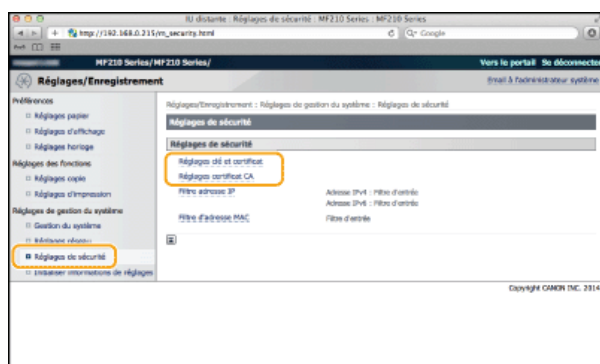 IU distante : Réglages de sécurité : MF210 Series : MF210 Series
http://192.168.0.215/m_security.html
Google
MF210 Series/MF210 Series/
Vers le portail Se déconnecter
Réglages/Enregistrement
Email à l'administrateur système
Préférences
Réglages papier
Réglages d'affichage
Réglages horloge
Réglages des fonctions
Réglages copie
Réglages d'impression
Réglages de gestion du système
Gestion du système
Réglages réseau
Réglages de sécurité
Initialiser informations de réglages
Réglages/Enregistrement : Réglages de gestion du système : Réglages de sécurité
Réglages de sécurité
Réglages de sécurité
Réglages clé et certificat
Réglages certificat CA
Filtre adresse IP
Adresse IPv4 : Filtre d'entrée
Adresse IPv6 : Filtre d'entrée
Filtre d'adresse MAC
Filtre d'entrée
Copyright CANON INC. 2014